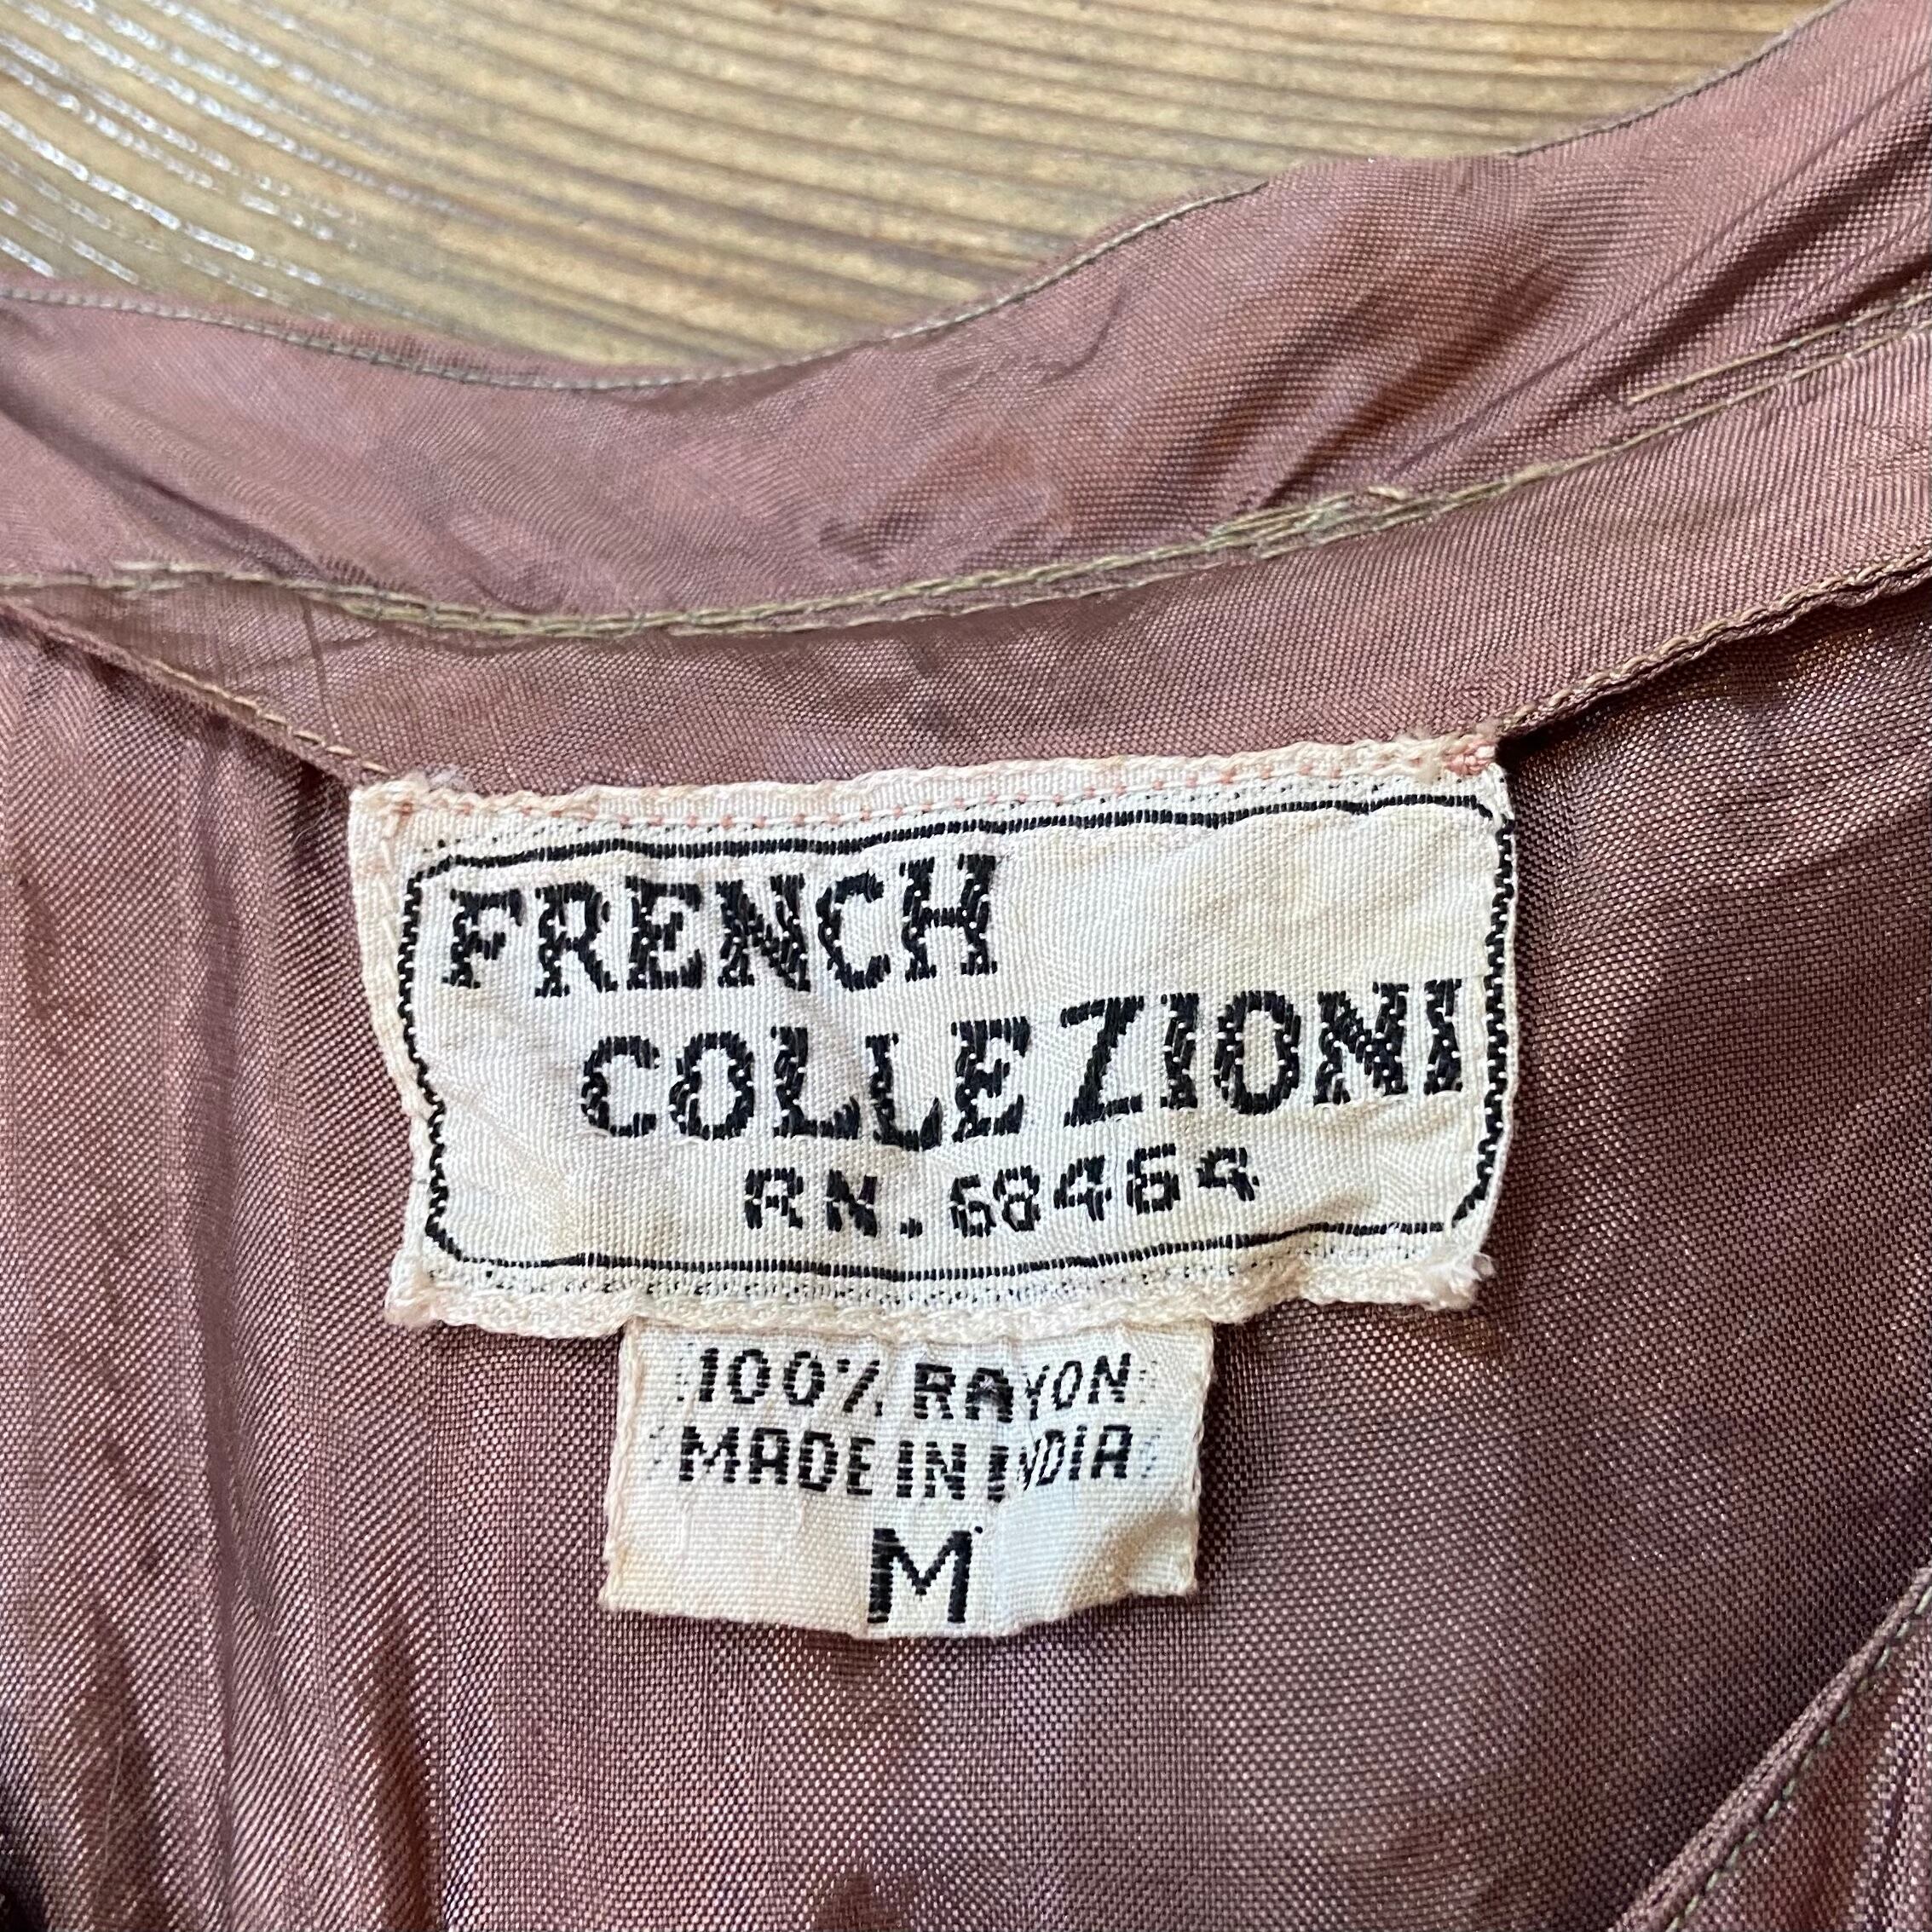 FRENCH
COLLEZIONI
RN. 68464
100% RAYON
MADE IN INDIA
M